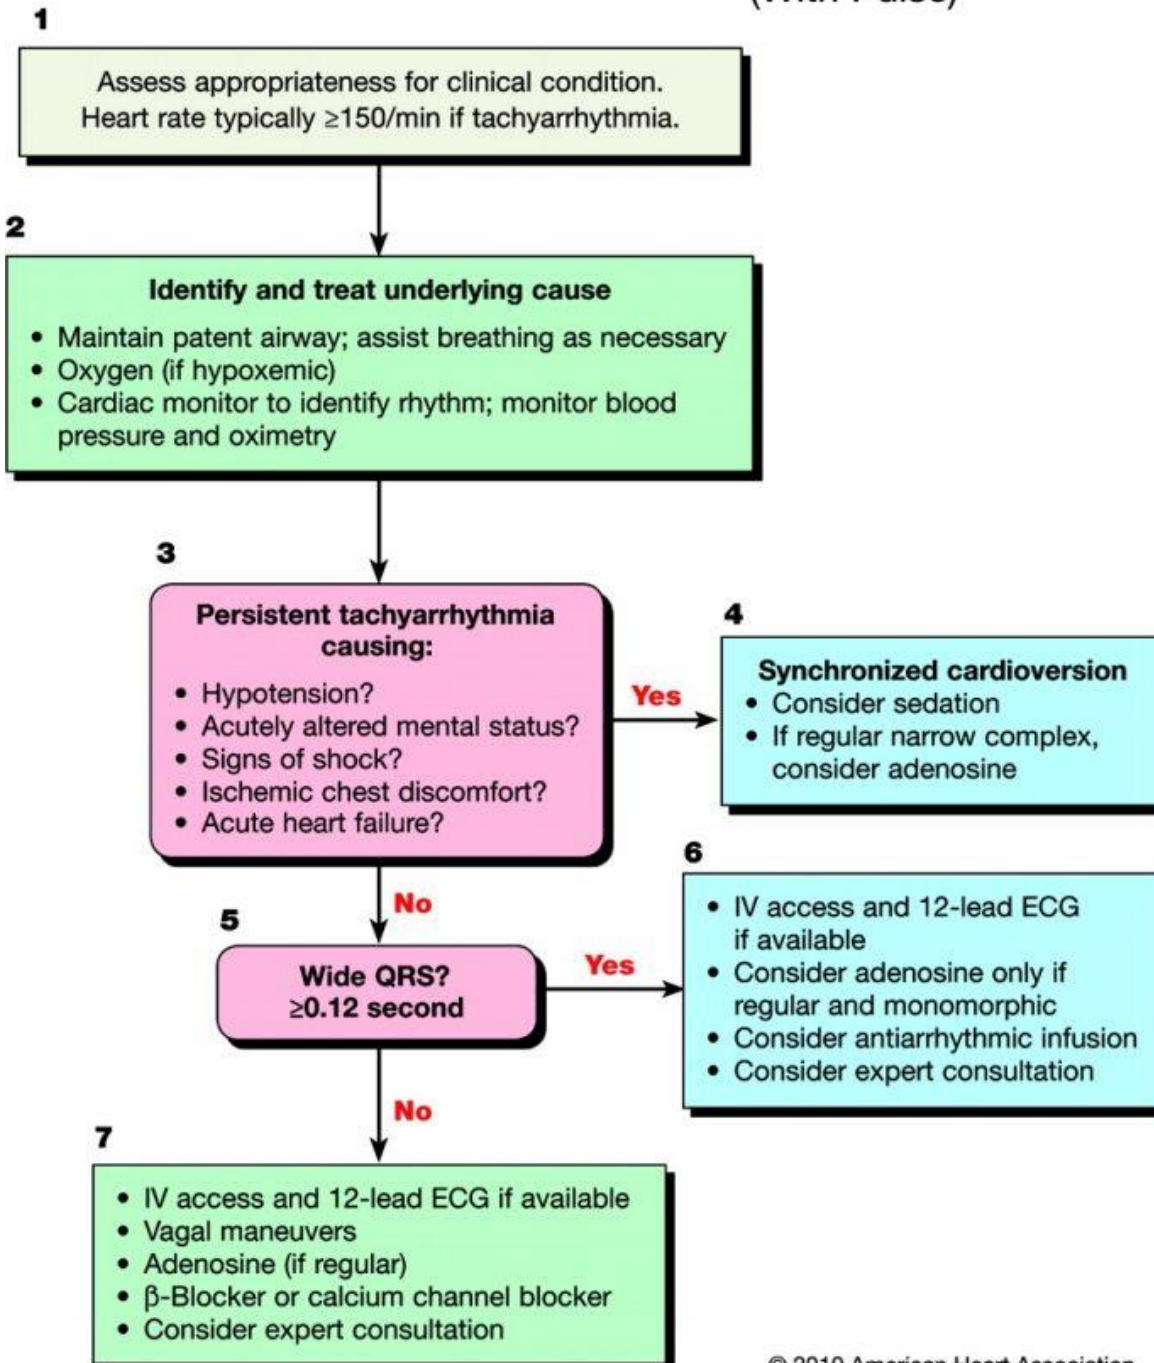 (With Pulse)
1
Assess appropriateness for clinical condition.
Heart rate typically ≥150/min if tachyarrhythmia.
2
Identify and treat underlying cause
• Maintain patent airway; assist breathing as necessary
• Oxygen (if hypoxemic)
• Cardiac monitor to identify rhythm; monitor blood
pressure and oximetry
3
Persistent tachyarrhythmia
causing:
• Hypotension?
• Acutely altered mental status?
• Signs of shock?
• Ischemic chest discomfort?
• Acute heart failure?
Yes
4
Synchronized cardioversion
• Consider sedation
• If regular narrow complex,
consider adenosine
No
5
Wide QRS?
≥0.12 second
Yes
6
• IV access and 12-lead ECG
if available
• Consider adenosine only if
regular and monomorphic
• Consider antiarrhythmic infusion
• Consider expert consultation
No
7
• IV access and 12-lead ECG if available
• Vagal maneuvers
• Adenosine (if regular)
• β-Blocker or calcium channel blocker
• Consider expert consultation
© 2010 American Heart Association